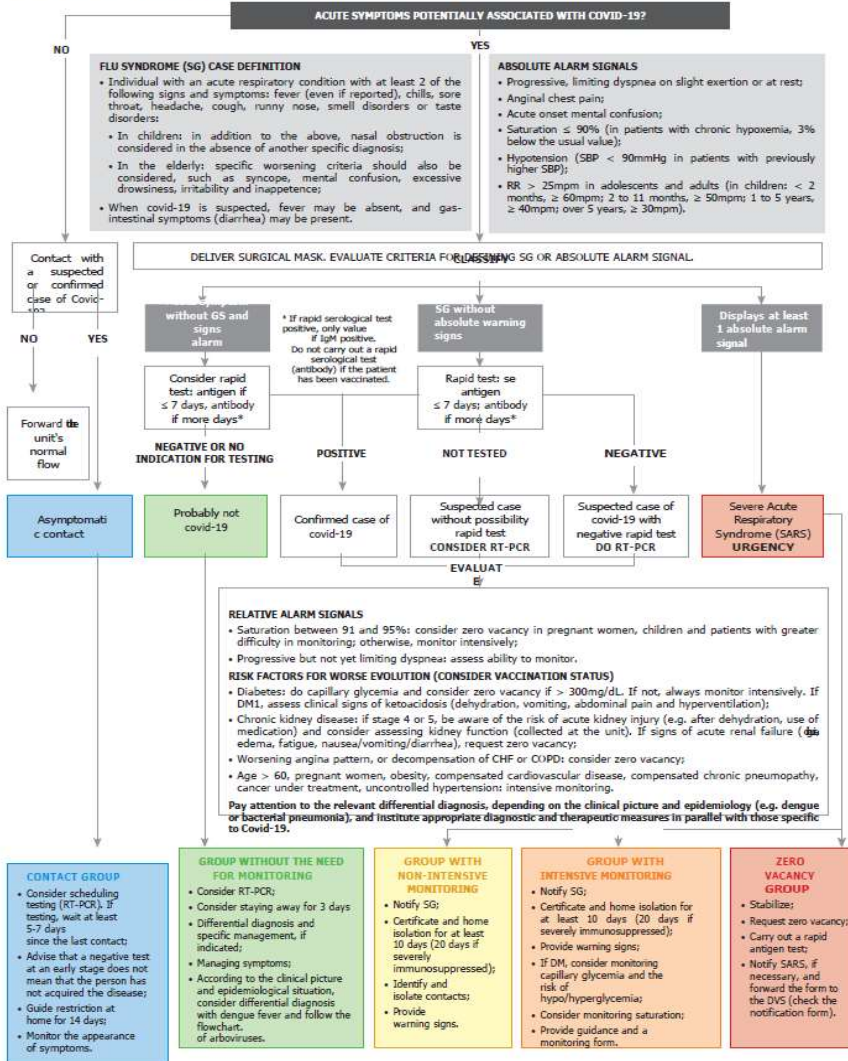 ACUTE SYMPTOMS POTENTIALLY ASSOCIATED WITH COVID-19?
NO
YES
FLU SYNDROME (SG) CASE DEFINITION
• Individual with an acute respiratory condition with at least 2 of the
following signs and symptoms: fever (even if reported), chills, sore
throat, headache, cough, runny nose, smell disorders or taste
disorders:
• In children: in addition to the above, nasal obstruction is
considered in the absence of another specific diagnosis;
• In the elderly: specific worsening criteria should also be
considered, such as syncope, mental confusion, excessive
drowsiness, irritability and inappetence;
• When covid-19 is suspected, fever may be absent, and gas-
intestinal symptoms (diarrhea) may be present.
ABSOLUTE ALARM SIGNALS
• Progressive, limiting dyspnea on slight exertion or at rest;
• Anginal chest pain;
• Acute onset mental confusion;
• Saturation ≤ 90% (in patients with chronic hypoxemia, 3%
below the usual value);
• Hypotension (SBP < 90mmHg in patients with previously
higher SBP);
• RR > 25mpm in adolescents and adults (in children: < 2
months, ≥ 60mpm; 2 to 11 months, ≥ 50mpm; 1 to 5 years,
≥ 40mpm; over 5 years, ≥ 30mpm).
Contact with
a suspected
or confirmed
case of Covid-
DELIVER SURGICAL MASK. EVALUATE CRITERIA FOR DEFINING SG OR ABSOLUTE ALARM SIGNAL.
CLASSIFY
NO
YES
without GS and
signs
alarm
* If rapid serological test
positive, only value
if IgM positive.
Do not carry out a rapid
serological test
(antibody) if the patient
has been vaccinated.
SG without
absolute warning
signs
Displays at least
1 absolute alarm
signal
Consider rapid
test: antigen if
≤ 7 days, antibody
if more days*
Rapid test: se
antigen
≤ 7 days; antibody
if more days*
Forward
unit's
normal
flow
NEGATIVE OR NO
INDICATION FOR TESTING
POSITIVE
NOT TESTED
NEGATIVE
Asymptomati
c contact
Probably not
covid-19
Confirmed case of
covid-19
Suspected case
without possibility
rapid test
CONSIDER RT-PCR
Suspected case of
covid-19 with
negative rapid test
DO RT-PCR
Severe Acute
Respiratory
Syndrome (SARS)
URGENCY
EVALUAT
E
RELATIVE ALARM SIGNALS
• Saturation between 91 and 95%: consider zero vacancy in pregnant women, children and patients with greater
difficulty in monitoring; otherwise, monitor intensively;
• Progressive but not yet limiting dyspnea: assess ability to monitor.
RISK FACTORS FOR WORSE EVOLUTION (CONSIDER VACCINATION STATUS)
• Diabetes: do capillary glycemia and consider zero vacancy if > 300mg/dL. If not, always monitor intensively. If
DM1, assess clinical signs of ketoacidosis (dehydration, vomiting, abdominal pain and hyperventilation);
• Chronic kidney disease: if stage 4 or 5, be aware of the risk of acute kidney injury (e.g. after dehydration, use of
medication) and consider assessing kidney function (collected at the unit). If signs of acute renal failure (
edema, fatigue, nausea/vomiting/diarrhea), request zero vacancy;
• Worsening angina pattern, or decompensation of CHF or COPD: consider zero vacancy;
• Age > 60, pregnant women, obesity, compensated cardiovascular disease, compensated chronic pneumopathy,
cancer under treatment, uncontrolled hypertension: intensive monitoring.
Pay attention to the relevant differential diagnosis, depending on the clinical picture and epidemiology (e.g. dengue
or bacterial pneumonia), and institute appropriate diagnostic and therapeutic measures in parallel with those specific
to Covid-19.
CONTACT GROUP
• Consider scheduling
testing (RT-PCR). If
testing, wait at least
5-7 days
since the last contact;
• Advise that a negative test
at an early stage does not
mean that the person has
not acquired the disease;
• Guide restriction at
home for 14 days;
• Monitor the appearance
of symptoms.
GROUP WITHOUT THE NEED
FOR MONITORING
• Consider RT-PCR;
• Consider staying away for 3 days
• Differential diagnosis and
specific management, if
indicated;
• Managing symptoms;
• According to the clinical picture
and epidemiological situation,
consider differential diagnosis
with dengue fever and follow the
flowchart.
of arboviruses.
GROUP WITH
NON-INTENSIVE
MONITORING
• Notify SG;
• Certificate and home
isolation for at least
10 days (20 days if
severely
immunosuppressed);
• Identify and
isolate contacts;
• Provide
warning signs.
GROUP WITH
INTENSIVE MONITORING
• Notify SG;
• Certificate and home isolation for
at least 10 days (20 days if
severely immunosuppressed);
• Provide warning signs;
• If DM, consider monitoring
capillary glycemia and the
risk of
hypo/hyperglycemia;
• Consider monitoring saturation;
• Provide guidance and a
monitoring form.
ZERO
VACANCY
GROUP
• Stabilize;
• Request zero vacancy;
• Carry out a rapid
antigen test;
• Notify SARS, if
necessary, and
forward the form to
the DVS (check the
notification form).